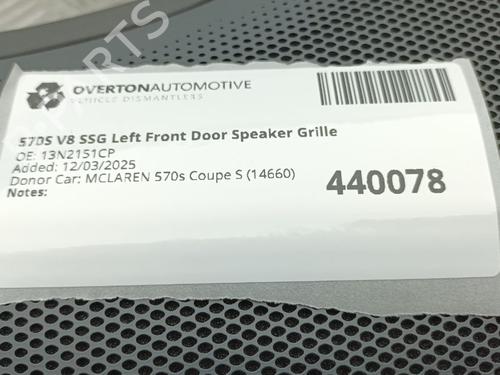 OVERTONAUTOMOTIVE
VEHICLE DISMANTLERS
570S V8 SSG Left Front Door Speaker Grille
OE: 13N2151CP
Added: 12/03/2025
Donor Car: MCLAREN 570s Coupe S (14660)
Notes:
440078